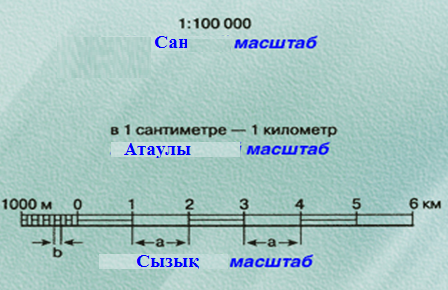 1:100 000
Сан масштаб
в 1 сантиметре — 1 километр
Атаулы масштаб
1000 м 0 1 2 3 4 5 6 км
a a
b
Сызық масштаб